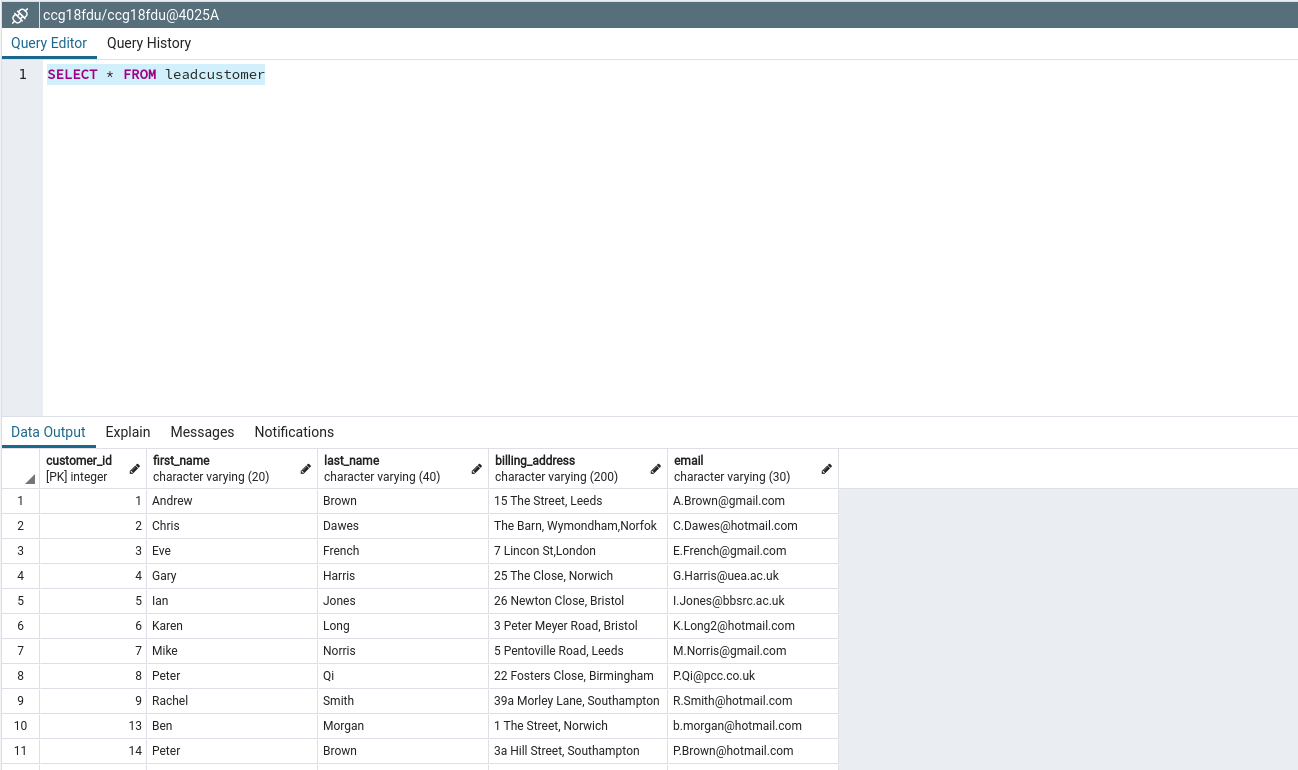 ccg18fdu/ccg18fdu@4025A
Query Editor Query History
1 SELECT * FROM leadcustomer
Data Output Explain Messages Notifications
customer_id first_name last_name billing_address email
[PK] integer character varying (20) character varying (40) character varying (200) character varying (30)
1 1 Andrew Brown 15 The Street, Leeds A.Brown@gmail.com
2 2 Chris Dawes The Barn, Wymondham,Norfok C.Dawes@hotmail.com
3 3 Eve French 7 Lincon St,London E.French@gmail.com
4 4 Gary Harris 25 The Close, Norwich G.Harris@uea.ac.uk
5 5 Ian Jones 26 Newton Close, Bristol I.Jones@bbsrc.ac.uk
6 6 Karen Long 3 Peter Meyer Road, Bristol K.Long2@hotmail.com
7 7 Mike Norris 5 Pentoville Road, Leeds M.Norris@gmail.com
8 8 Peter Qi 22 Fosters Close, Birmingham P.Qi@pcc.co.uk
9 9 Rachel Smith 39a Morley Lane, Southampton R.Smith@hotmail.com
10 13 Ben Morgan 1 The Street, Norwich b.morgan@hotmail.com
11 14 Peter Brown 3a Hill Street, Southampton P.Brown@hotmail.com